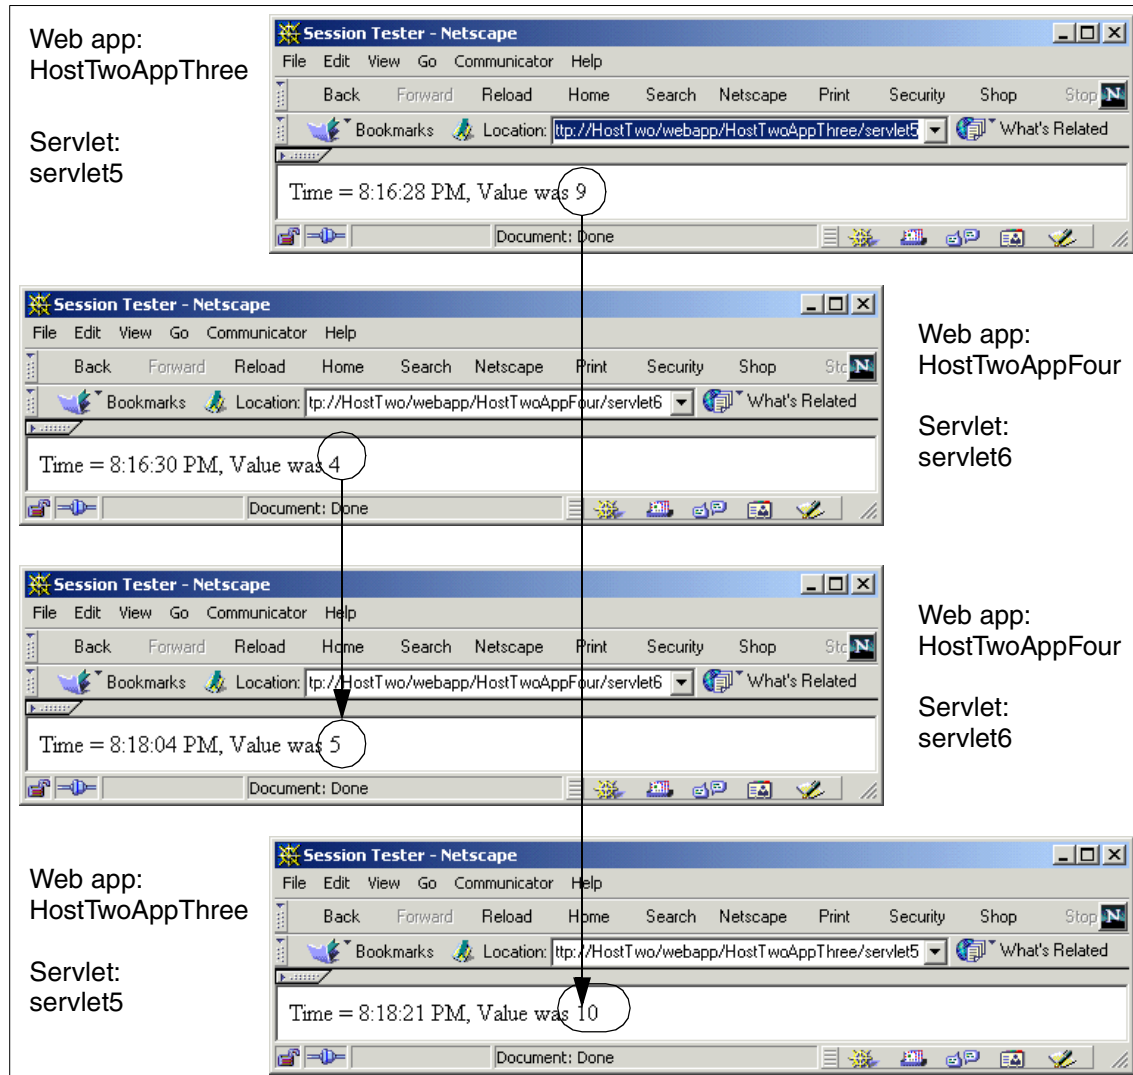 Web app:
HostTwoAppThree
Servlet:
servlet5
Session Tester - Netscape
File Edit View Go Communicator Help
Back Forward Reload Home Search Netscape Print Security Shop Stop N
Bookmarks Location: ttp://HostTwo/webapp/HostTwoAppThree/servlet5 What's Related
Time = 8:16:28 PM, Value was 9
Document: Done
Session Tester - Netscape
File Edit View Go Communicator Help
Back Forward Reload Home Search Netscape Print Security Shop Sto N
Bookmarks Location: tp://HostTwo/webapp/HostTwoAppFour/servlet6 What's Related
Time = 8:16:30 PM, Value was 4
Document: Done
Web app:
HostTwoAppFour
Servlet:
servlet6
Session Tester - Netscape
File Edit View Go Communicator Help
Back Forward Reload Home Search Netscape Print Security Shop Sto N
Bookmarks Location: tp://HostTwo/webapp/HostTwoAppFour/servlet6 What's Related
Time = 8:18:04 PM, Value was 5
Document: Done
Web app:
HostTwoAppFour
Servlet:
servlet6
Web app:
HostTwoAppThree
Servlet:
servlet5
Session Tester - Netscape
File Edit View Go Communicator Help
Back Forward Reload Home Search Netscape Print Security Shop Stop N
Bookmarks Location: ttp://HostTwo/webapp/HostTwoAppThree/servlet5 What's Related
Time = 8:18:21 PM, Value was 10
Document: Done